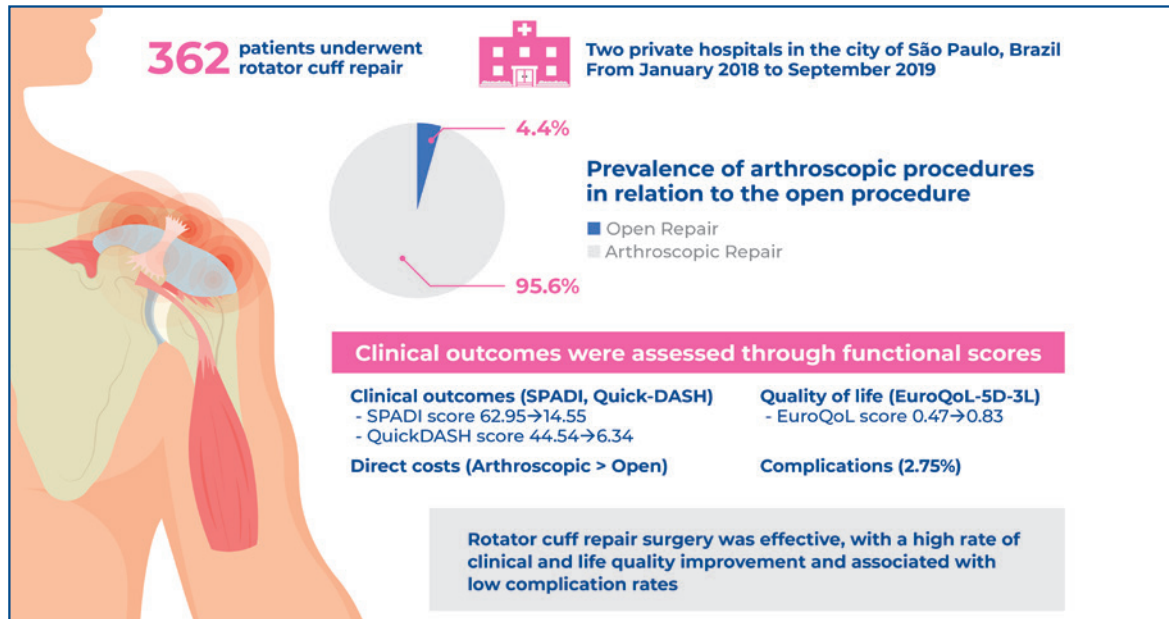 362 patients underwent
rotator cuff repair
Two private hospitals in the city of São Paulo, Brazil
From January 2018 to September 2019
4.4%
Prevalence of arthroscopic procedures
in relation to the open procedure
Open Repair
Arthroscopic Repair
95.6%
Clinical outcomes were assessed through functional scores
Clinical outcomes (SPADI, Quick-DASH)
- SPADI score 62.95→14.55
- QuickDASH score 44.54→6.34
Direct costs (Arthroscopic > Open)
Quality of life (EuroQoL-5D-3L)
- EuroQoL score 0.47→0.83
Complications (2.75%)
Rotator cuff repair surgery was effective, with a high rate of
clinical and life quality improvement and associated with
low complication rates